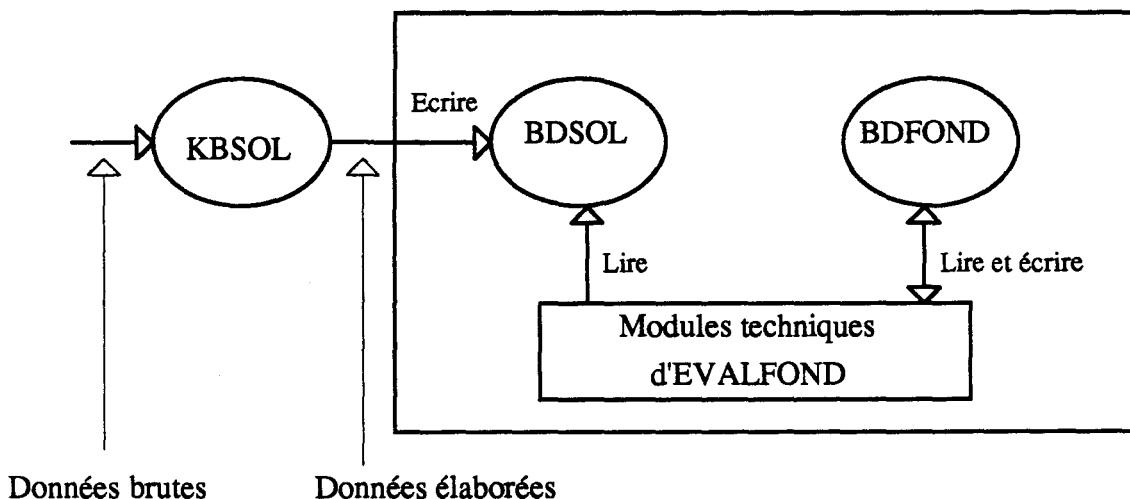 Ecrire
KBSOL
BDSOL
BDFOND
Lire
Lire et écrire
Modules techniques
d'EVALFOND
Données brutes
Données élaborées